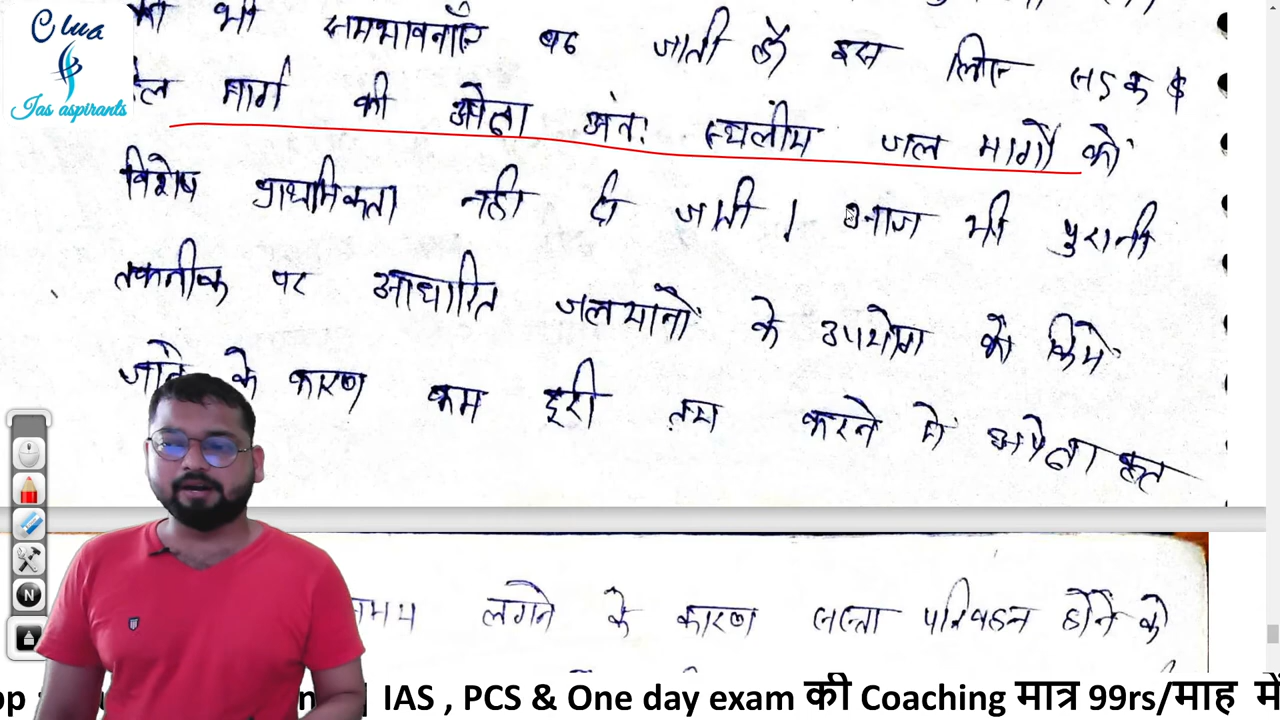 Clua
Ias aspirants
भी सम्भावनाएँ बढ जाती है इस लिए सड़क
मार्ग की अपेक्षा अंतः स्थलीय जल मार्गों को
विशेष प्राथमिकता नही दी जाती । आज भी पुरानी
तकनीक पर आधारित जलयानों के उपयोग के किये
जाने के कारण कम दूरी तय करने मे अपेक्षाकृत
समय लगने के कारण सस्ता परिवहन होने के
IAS , PCS & One day exam की Coaching मात्र 99rs/माह में
N